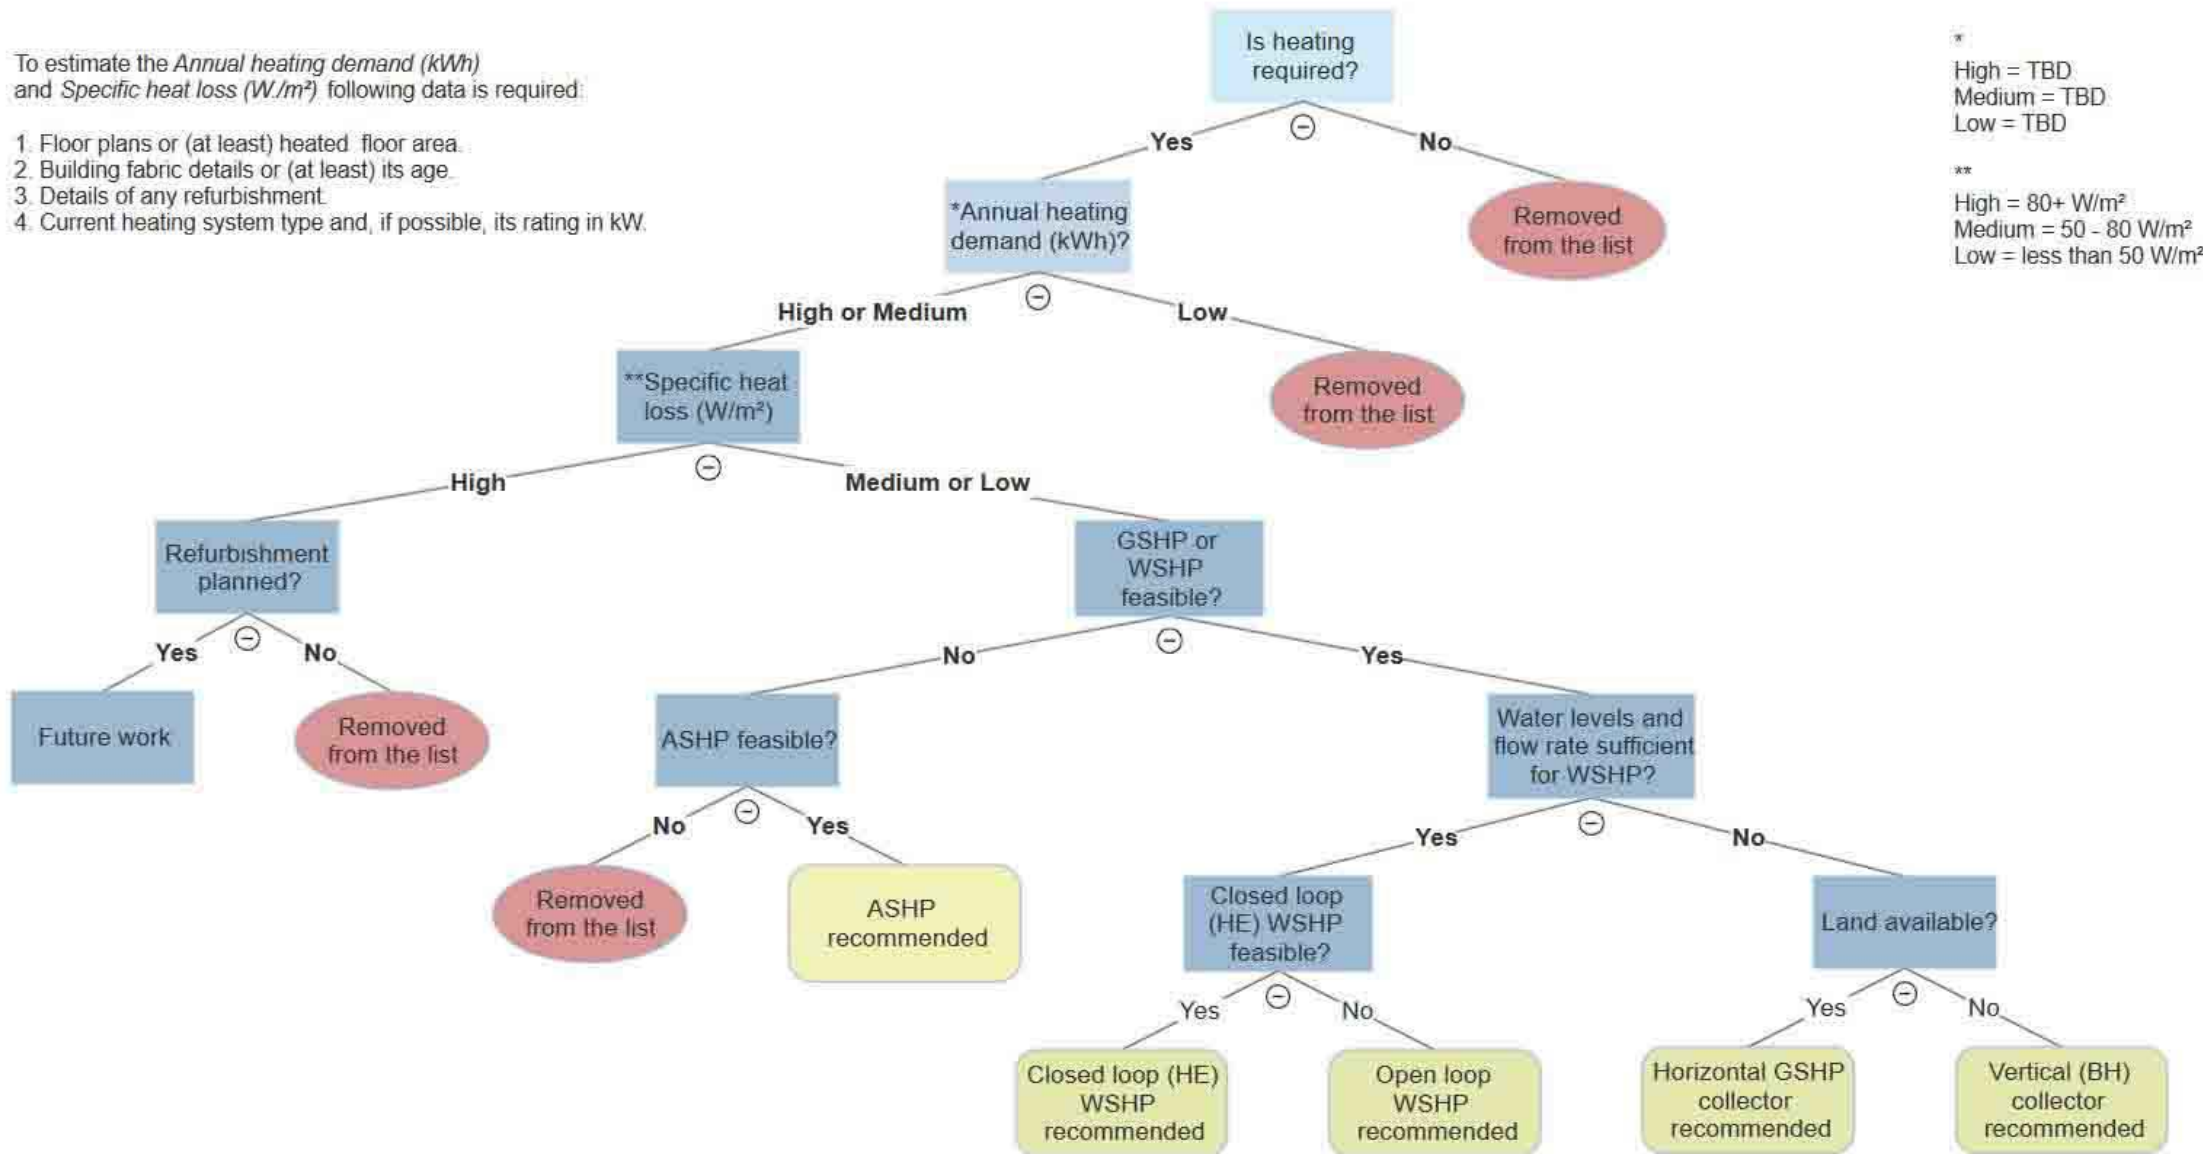 To estimate the Annual heating demand (kWh)
and Specific heat loss (W./m²) following data is required:
1. Floor plans or (at least) heated floor area.
2. Building fabric details or (at least) its age.
3. Details of any refurbishment.
4. Current heating system type and, if possible, its rating in kW.
Is heating
required?
*
High = TBD
Medium = TBD
Low = TBD
**
High = 80+ W/m²
Medium = 50 - 80 W/m²
Low = less than 50 W/m²
Yes
No
*Annual heating
demand (kWh)?
Removed
from the list
High or Medium
Low
**Specific heat
loss (W/m²)
Removed
from the list
High
Medium or Low
Refurbishment
planned?
GSHP or
WSHP
feasible?
Yes
No
No
Yes
Future work
Removed
from the list
ASHP feasible?
Water levels and
flow rate sufficient
for WSHP?
No
Yes
Yes
No
Removed
from the list
ASHP
recommended
Closed loop
(HE) WSHP
feasible?
Land available?
Yes
No
Yes
No
Closed loop (HE)
WSHP
recommended
Open loop
WSHP
recommended
Horizontal GSHP
collector
recommended
Vertical (BH)
collector
recommended